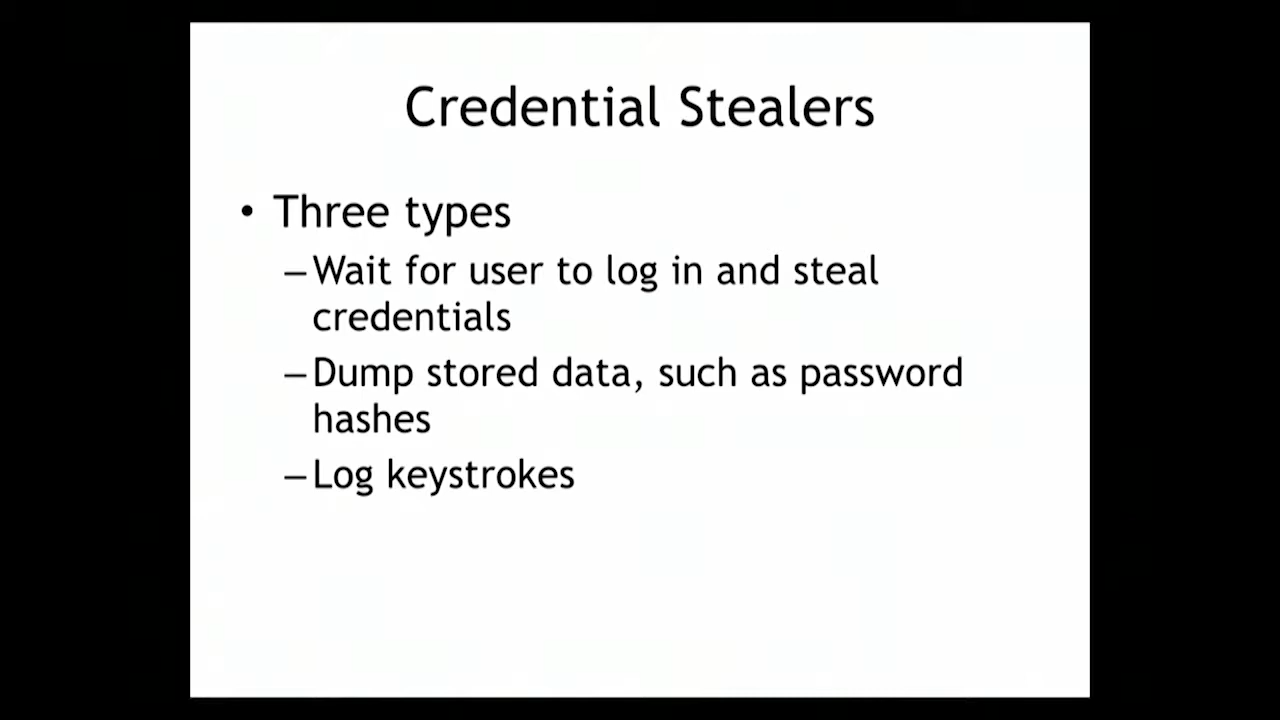 Credential Stealers
• Three types
–Wait for user to log in and steal
credentials
–Dump stored data, such as password
hashes
–Log keystrokes